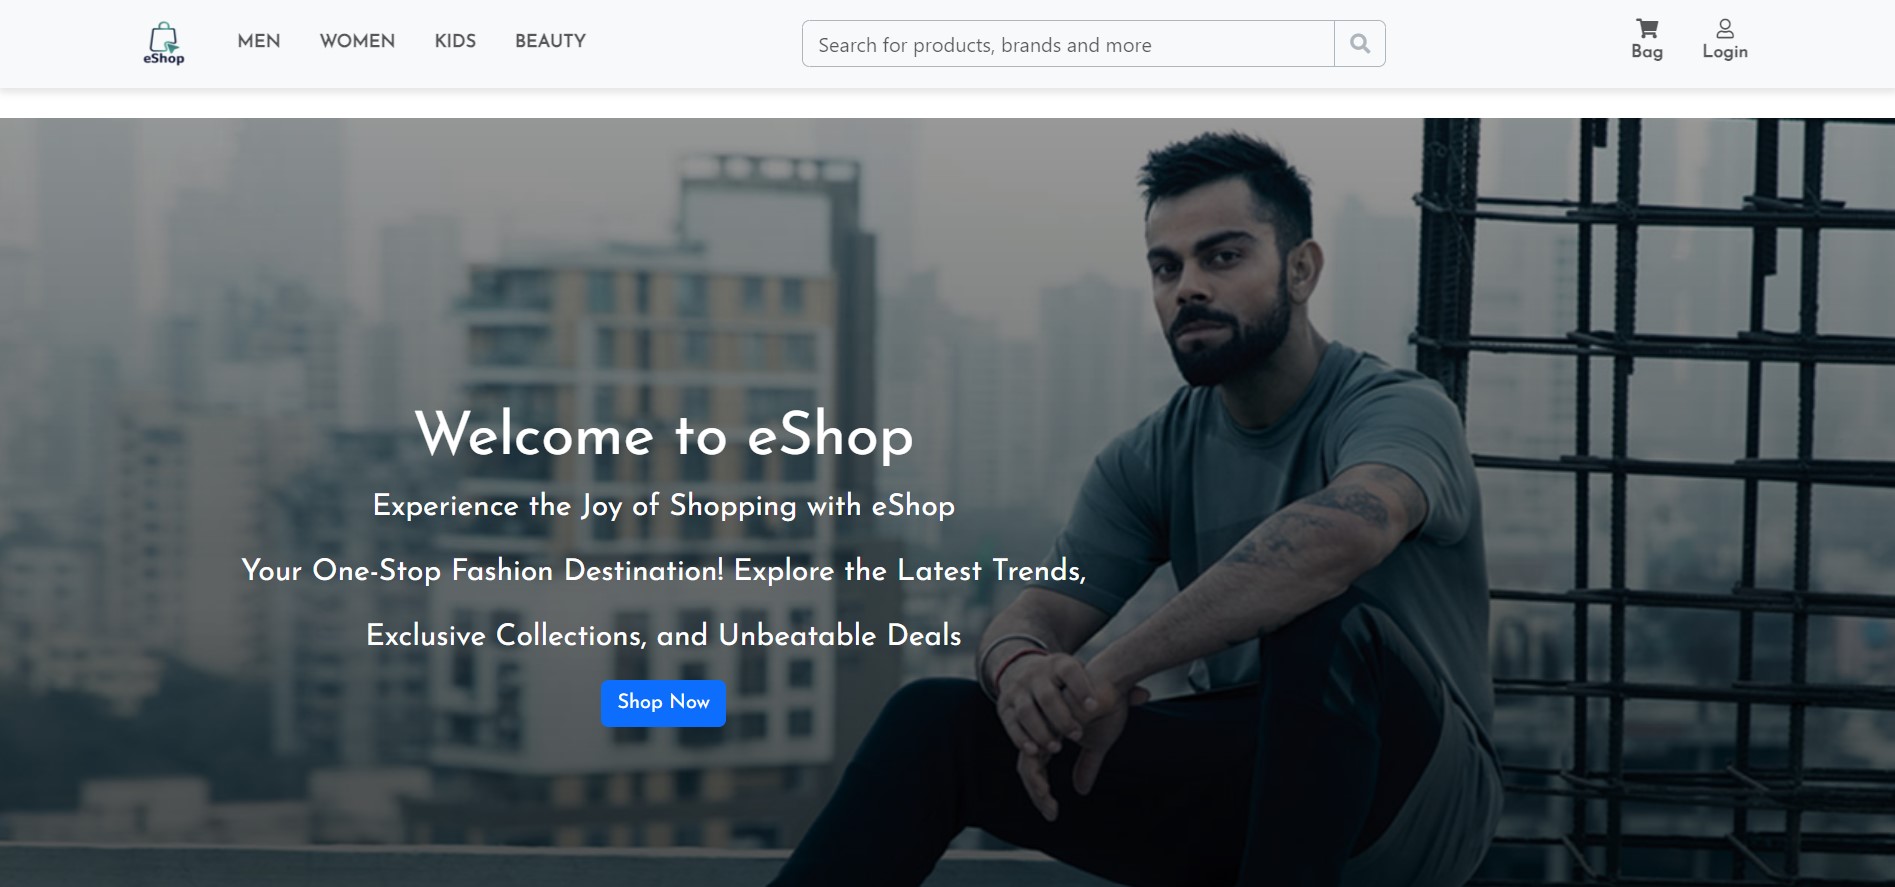 eShop
MEN
WOMEN
KIDS
BEAUTY
Search for products, brands and more
Bag
Login
Welcome to eShop
Experience the Joy of Shopping with eShop
Your One-Stop Fashion Destination! Explore the Latest Trends,
Exclusive Collections, and Unbeatable Deals
Shop Now